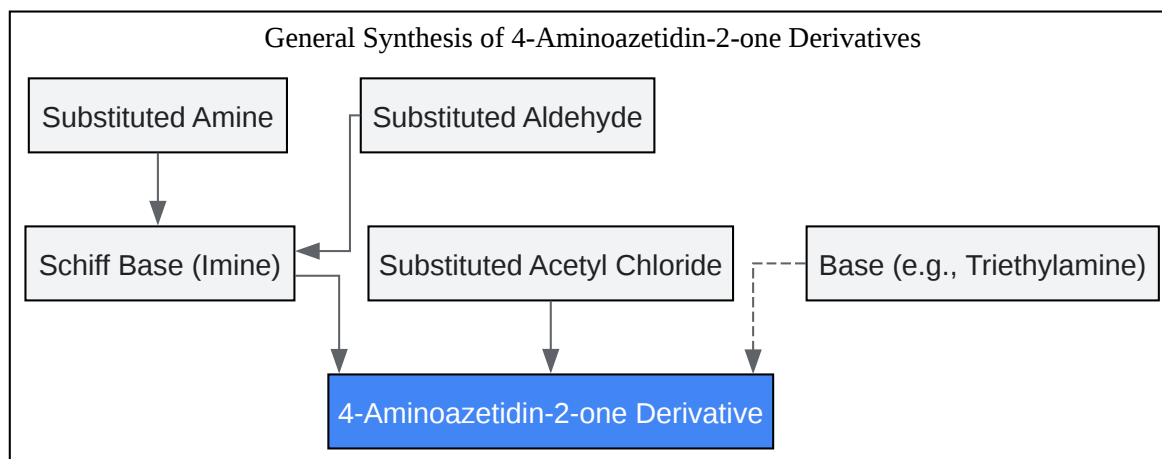 General Synthesis of 4-Aminoazetidin-2-one Derivatives
Substituted Amine
Substituted Aldehyde
Schiff Base (Imine)
Substituted Acetyl Chloride
Base (e.g., Triethylamine)
4-Aminoazetidin-2-one Derivative